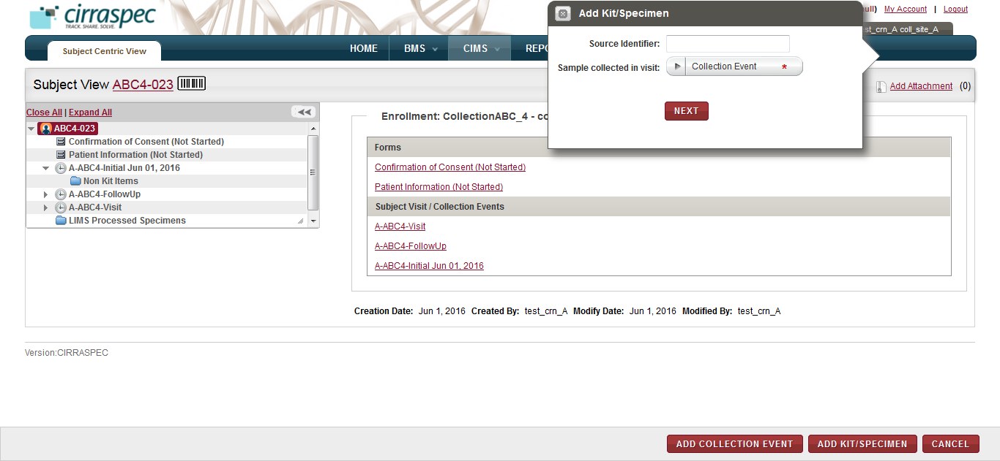 cirraspec
TRACK. SHARE. SOLVE.
Add Kit/Specimen
My Account | Logout
Subject Centric View
HOME BMS CIMS
coll_site_A
Source Identifier:
Sample collected in visit: Collection Event *
NEXT
Subject View ABC4-023
Add Attachment (0)
Close All | Expand All
ABC4-023
Confirmation of Consent (Not Started)
Patient Information (Not Started)
A-ABC4-Initial Jun 01, 2016
Non Kit Items
A-ABC4-FollowUp
A-ABC4-Visit
LIMS Processed Specimens
Enrollment: CollectionABC_4 - co
Forms
Confirmation of Consent (Not Started)
Patient Information (Not Started)
Subject Visit / Collection Events
A-ABC4-Visit
A-ABC4-FollowUp
A-ABC4-Initial Jun 01, 2016
Creation Date: Jun 1, 2016 Created By: test_crn_A Modify Date: Jun 1, 2016 Modified By: test_crn_A
Version:CIRRASPEC
ADD COLLECTION EVENT ADD KIT/SPECIMEN CANCEL